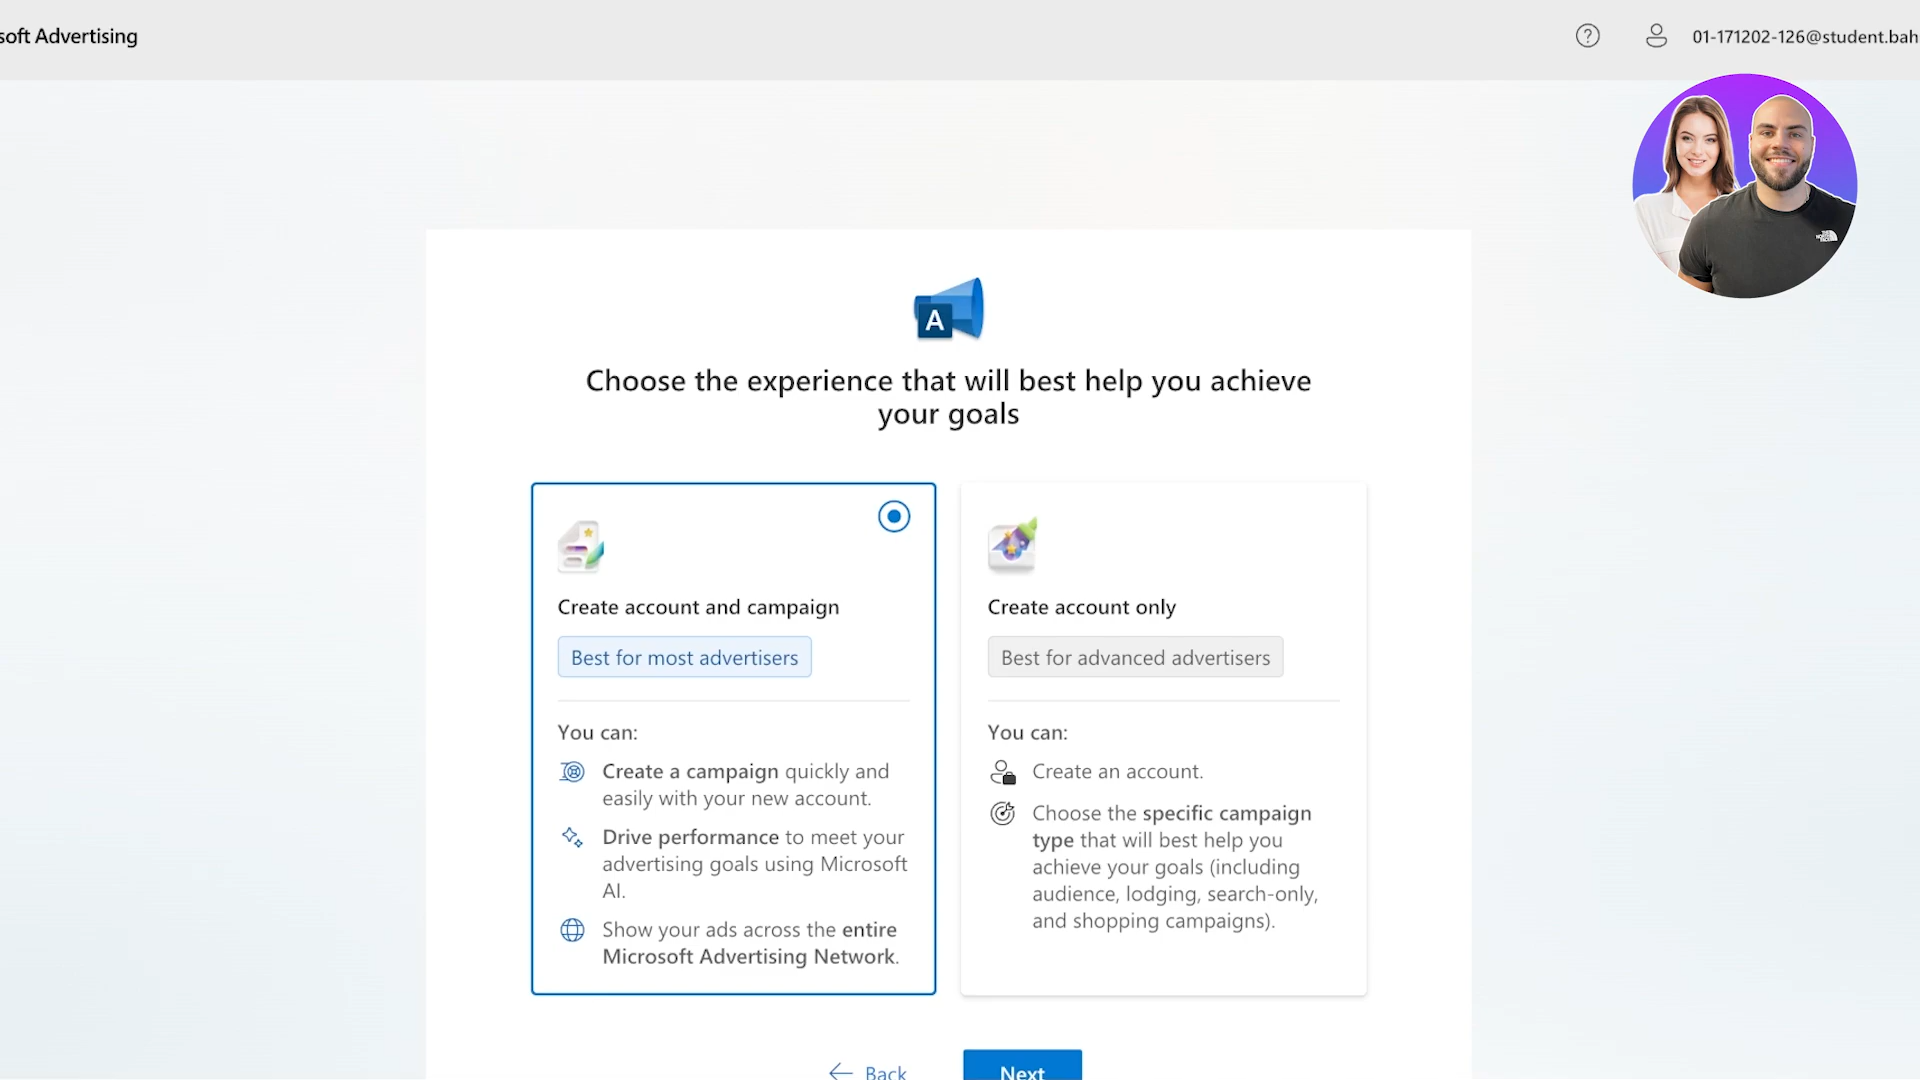 soft Advertising
01-171202-126@student.bah
THE NORTH FACE
A
Choose the experience that will best help you achieve
your goals
Create account and campaign
Best for most advertisers
You can:
Create a campaign quickly and
easily with your new account.
Drive performance to meet your
advertising goals using Microsoft
AI.
Show your ads across the entire
Microsoft Advertising Network.
Create account only
Best for advanced advertisers
You can:
Create an account.
Choose the specific campaign
type that will best help you
achieve your goals (including
audience, lodging, search-only,
and shopping campaigns).
Back
Next